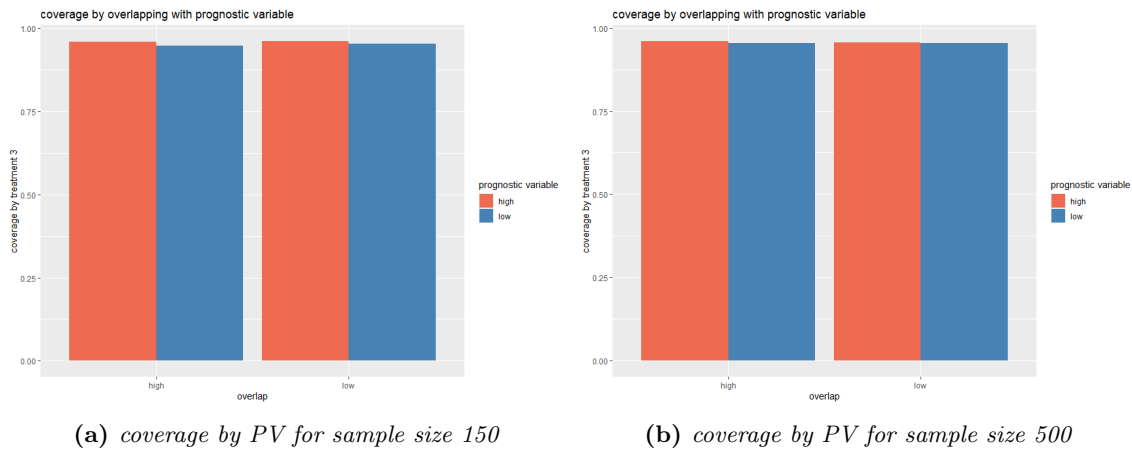 coverage by overlapping with prognostic variable
1.00
0.75
0.50
0.25
0.00
coverage by treatment 3
high
low
overlap
prognostic variable
high
low
(a) coverage by PV for sample size 150
coverage by overlapping with prognostic variable
1.00
0.75
0.50
0.25
0.00
coverage by treatment 3
high
low
overlap
prognostic variable
high
low
(b) coverage by PV for sample size 500